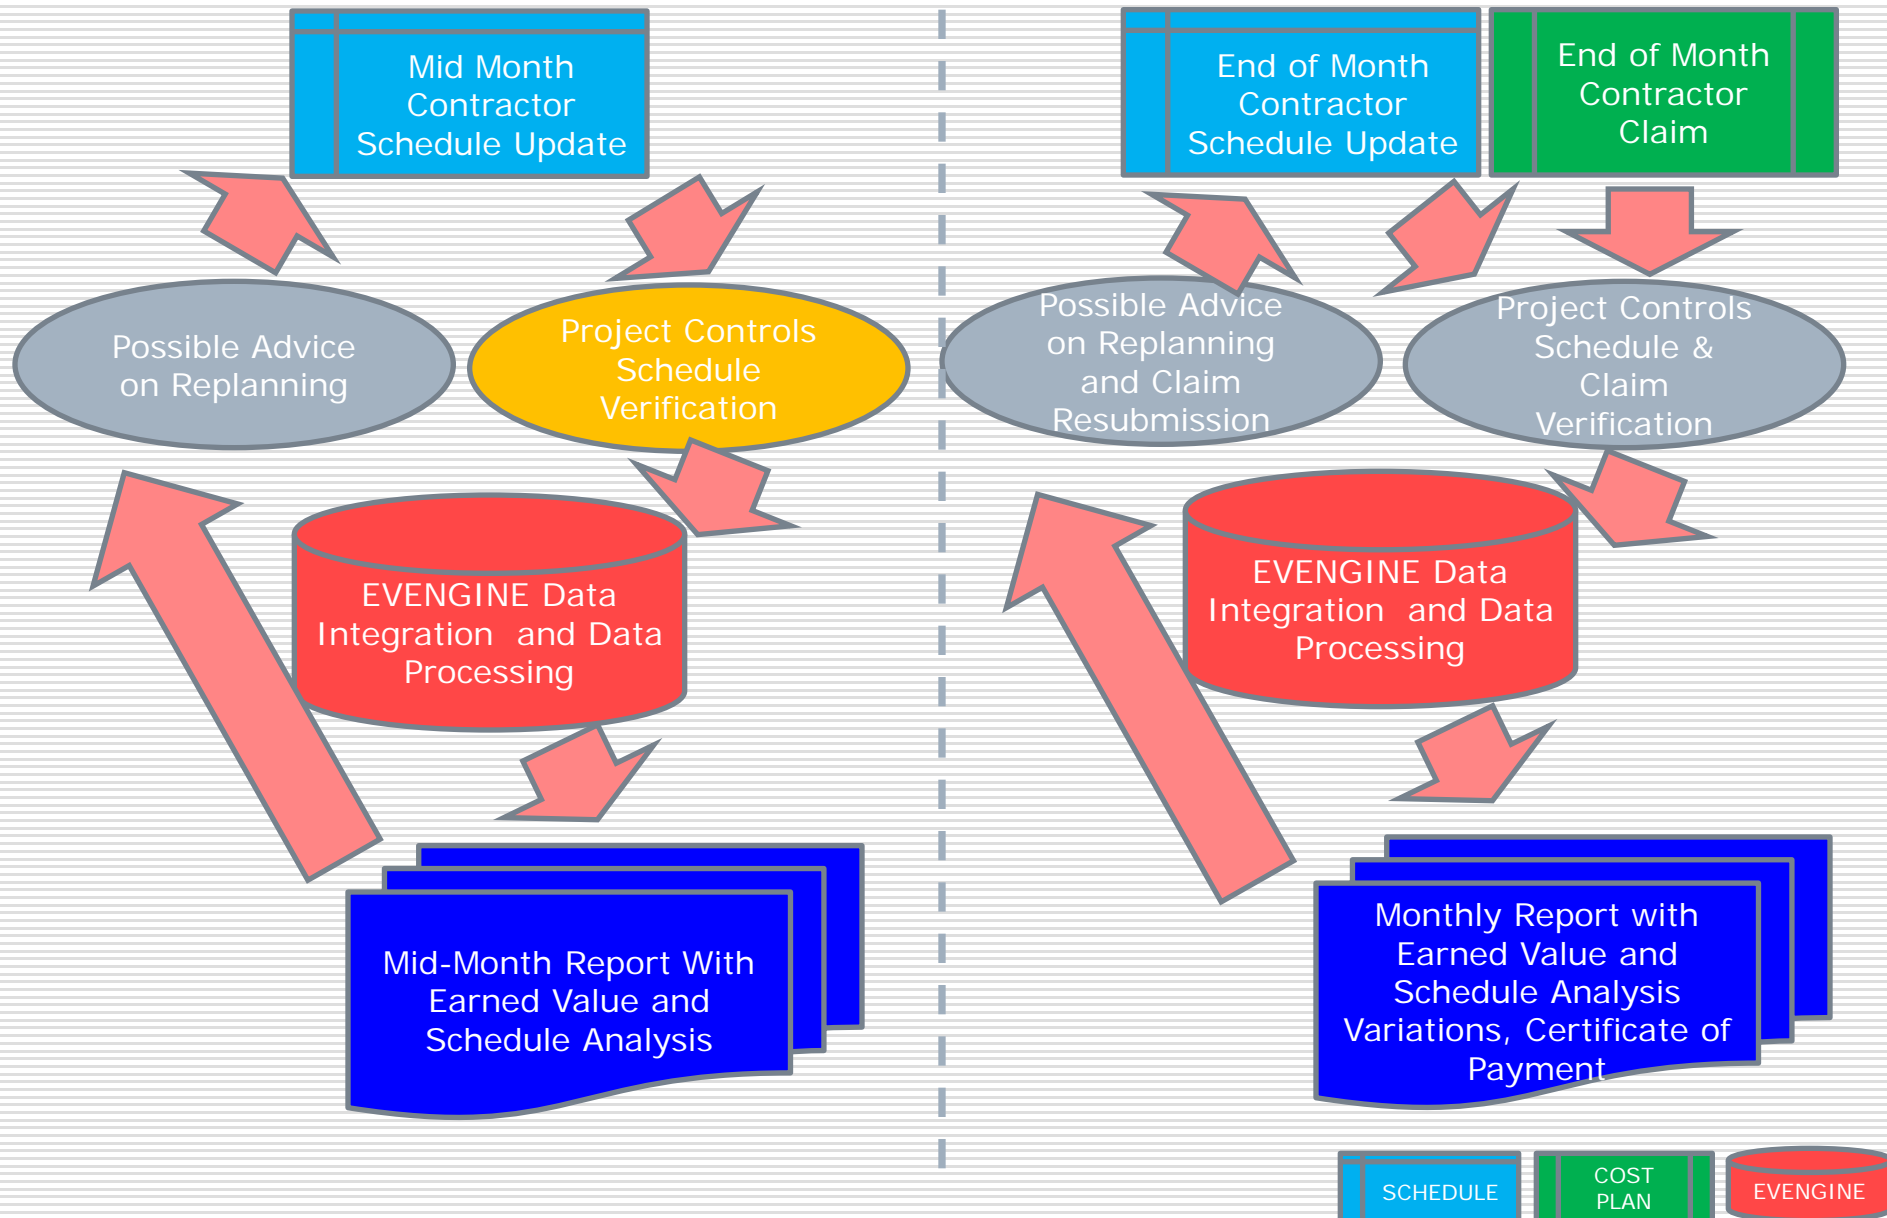 Mid Month
Contractor
Schedule Update
End of Month
Contractor
Schedule Update
End of Month
Contractor
Claim
Possible Advice
on Replanning
Project Controls
Schedule
Verification
Possible Advice
on Replanning
and Claim
Resubmission
Project Controls
Schedule &
Claim
Verification
EVENGINE Data
Integration and Data
Processing
EVENGINE Data
Integration and Data
Processing
Mid-Month Report With
Earned Value and
Schedule Analysis
Monthly Report with
Earned Value and
Schedule Analysis
Variations, Certificate of
Payment
SCHEDULE
COST
PLAN
EVENGINE